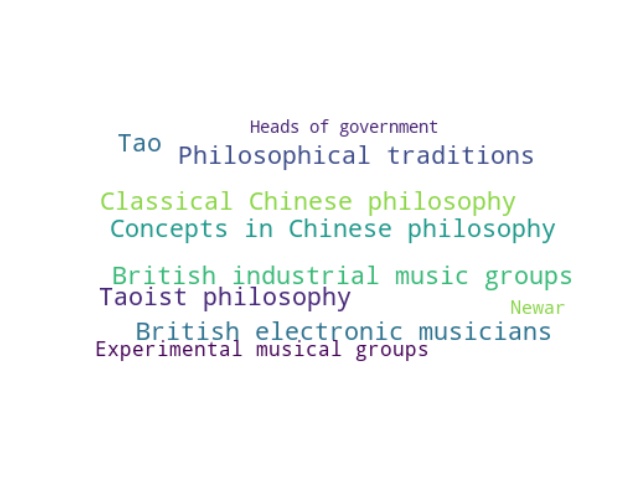 Heads of government
Tao
Philosophical traditions
Classical Chinese philosophy
Concepts in Chinese philosophy
British industrial music groups
Taoist philosophy
Newar
British electronic musicians
Experimental musical groups